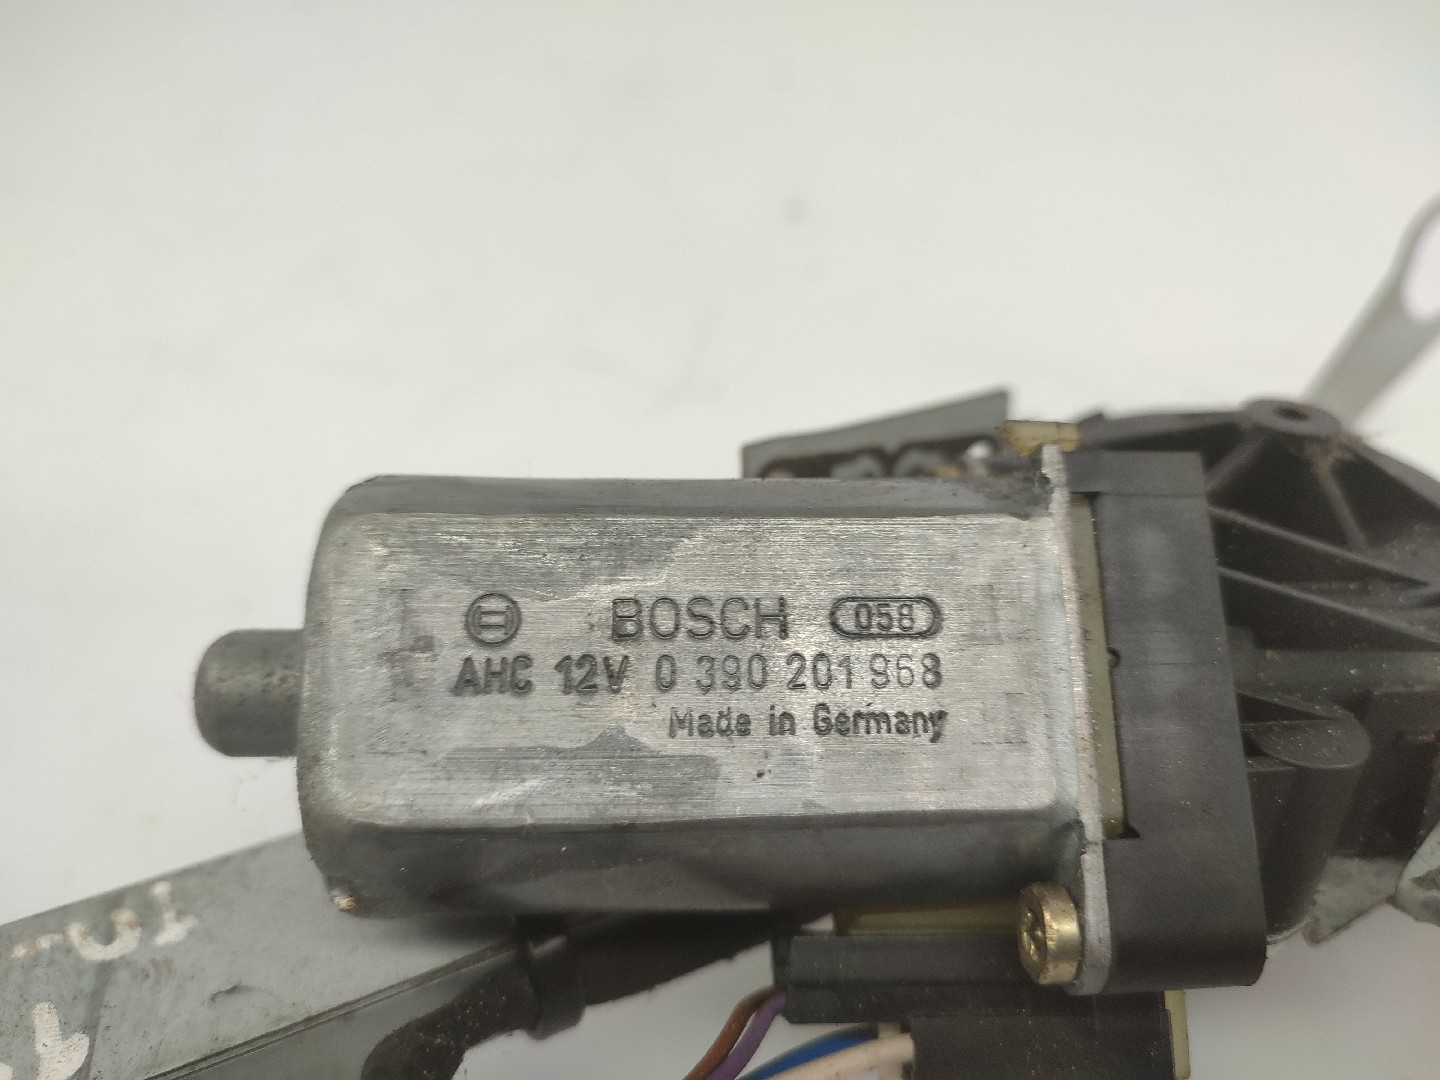 BOSCH 058
AHC 12V 0 390 201 968
Made in Germany